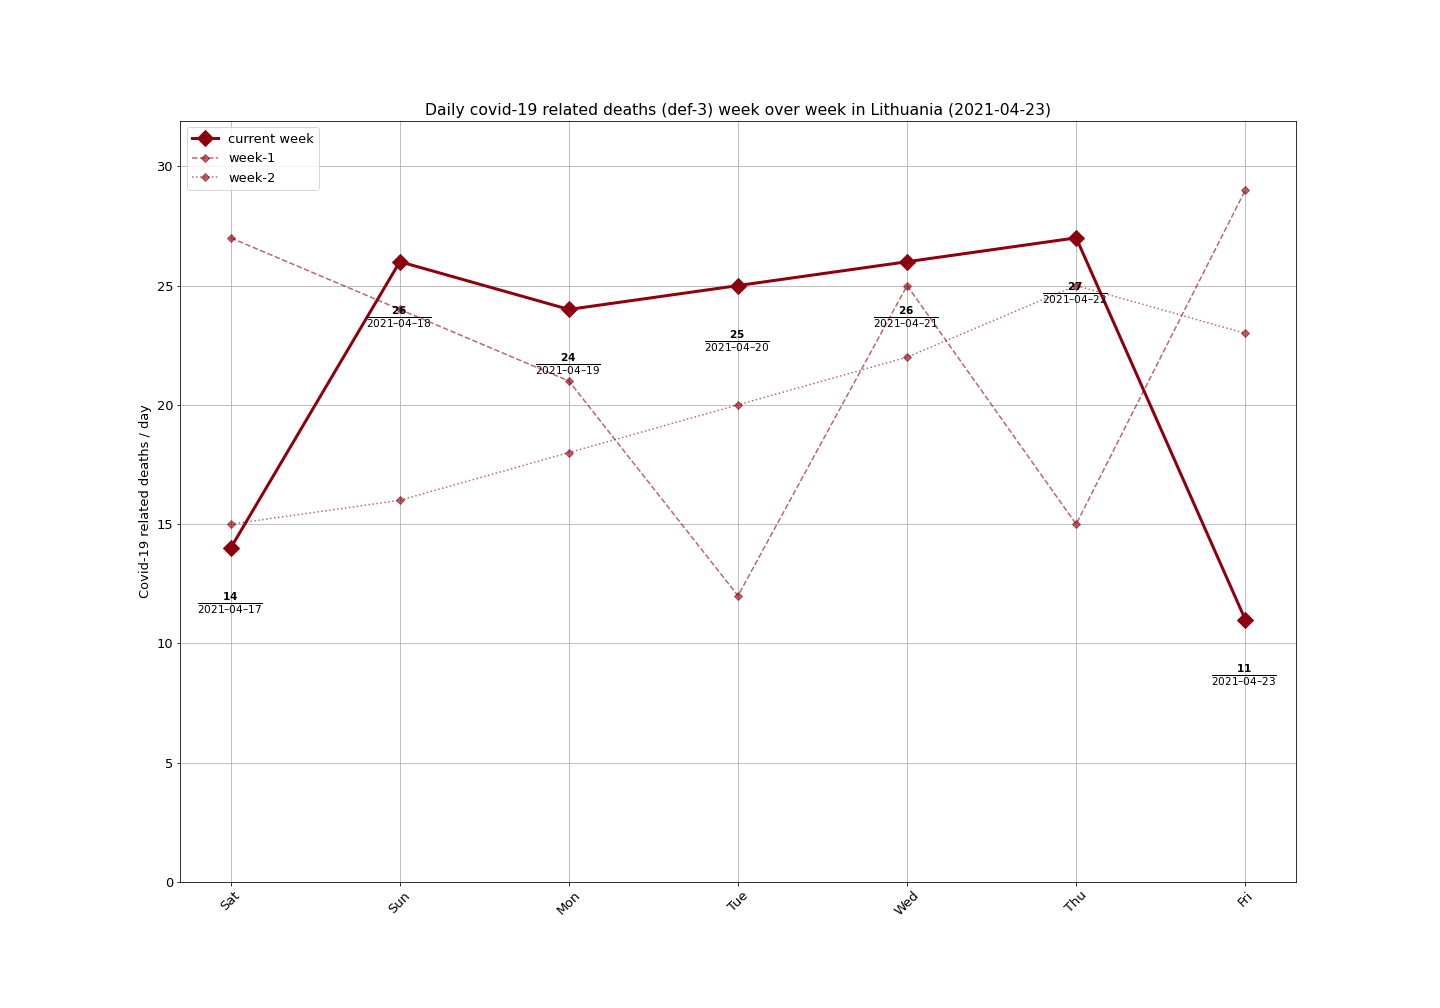 Daily covid-19 related deaths (def-3) week over week in Lithuania (2021-04-23)
current week
week-1
week-2
Covid-19 related deaths / day
30
25
20
15
10
5
0
14
2021–04–17
26
2021–04–18
24
2021–04–19
25
2021–04–20
26
2021–04–21
27
2021–04–22
11
2021–04–23
Sat
Sun
Mon
Tue
Wed
Thu
Fri